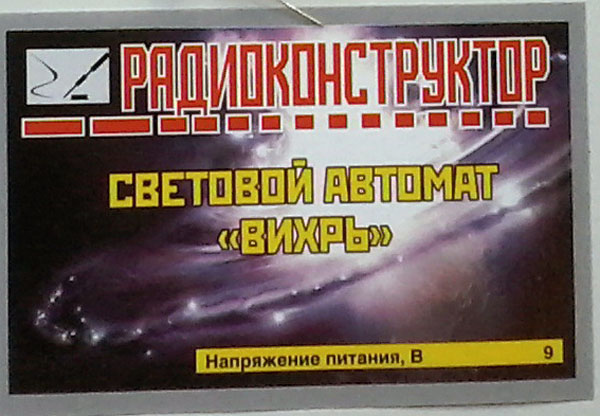 РАДИОКОНСТРУКТОР
СВЕТОВОЙ АВТОМАТ
«ВИХРЬ»
Напряжение питания, В 9